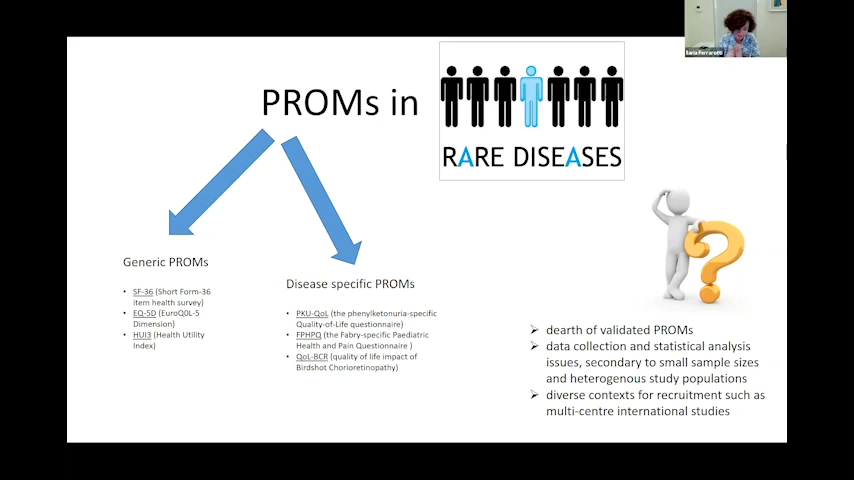 Ilaria Ferrarotti
PROMs in
RARE DISEASES
Generic PROMs
• SF-36 (Short Form-36
item health survey)
• EQ-5D (EuroQ0L-5
Dimension)
• HUI3 (Health Utility
Index)
Disease specific PROMs
• PKU-QoL (the phenylketonuria-specific
Quality-of-Life questionnaire)
• FPHPQ (the Fabry-specific Paediatric
Health and Pain Questionnaire )
• QoL-BCR (quality of life impact of
Birdshot Chorioretinopathy)
➢ dearth of validated PROMs
➢ data collection and statistical analysis
issues, secondary to small sample sizes
and heterogenous study populations
➢ diverse contexts for recruitment such as
multi-centre international studies